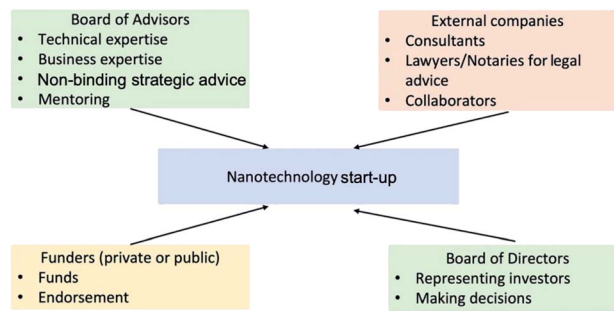 Board of Advisors
• Technical expertise
• Business expertise
• Non-binding strategic advice
• Mentoring
External companies
• Consultants
• Lawyers/Notaries for legal
advice
• Collaborators
Nanotechnology start-up
Funders (private or public)
• Funds
• Endorsement
Board of Directors
• Representing investors
• Making decisions